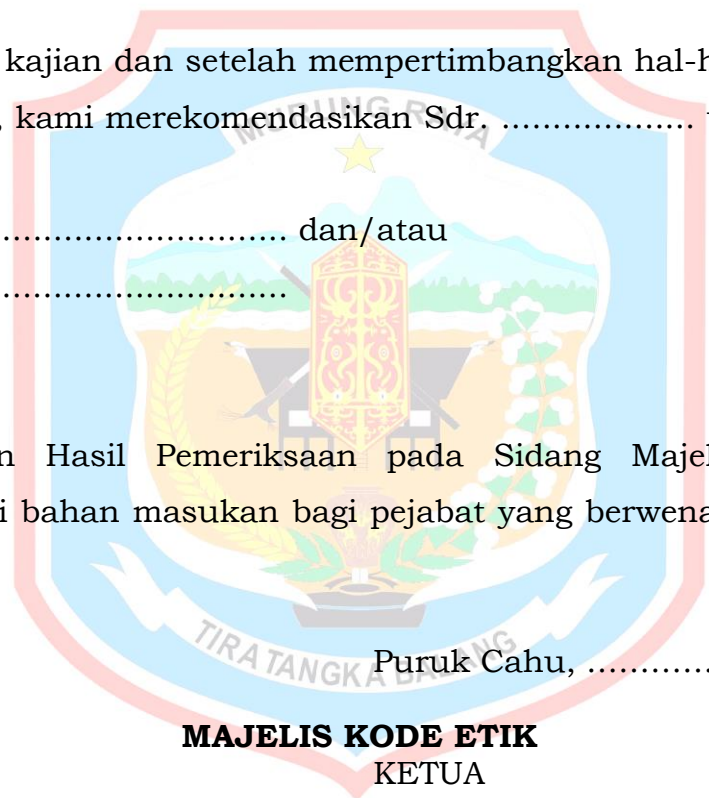 kajian dan setelah mempertimbangkan hal-h
, kami merekomendasikan Sdr. ...................
MURUNG RAYA
............................. dan/atau
.............................
n Hasil Pemeriksaan pada Sidang Majel
i bahan masukan bagi pejabat yang berwena
TIRA TANGKA BALANG
Puruk Cahu, .............
MAJELIS KODE ETIK
KETUA